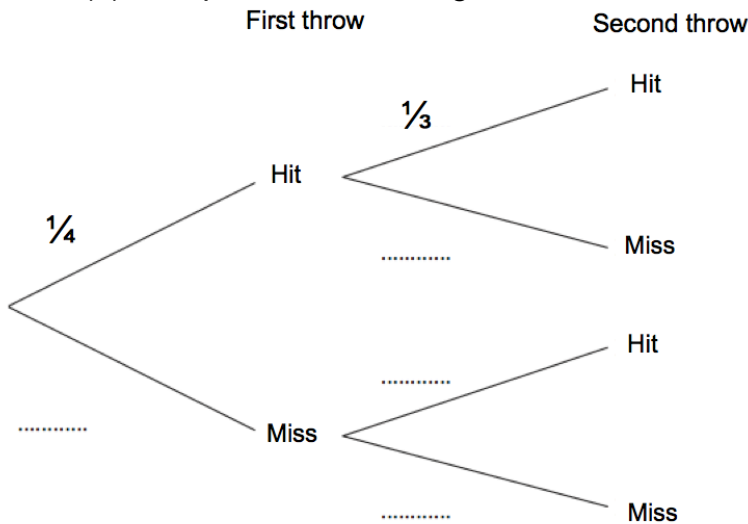 First throw
Second throw
Hit
⅓
Hit
¼
Miss
............
Hit
............
............
Miss
............
Miss